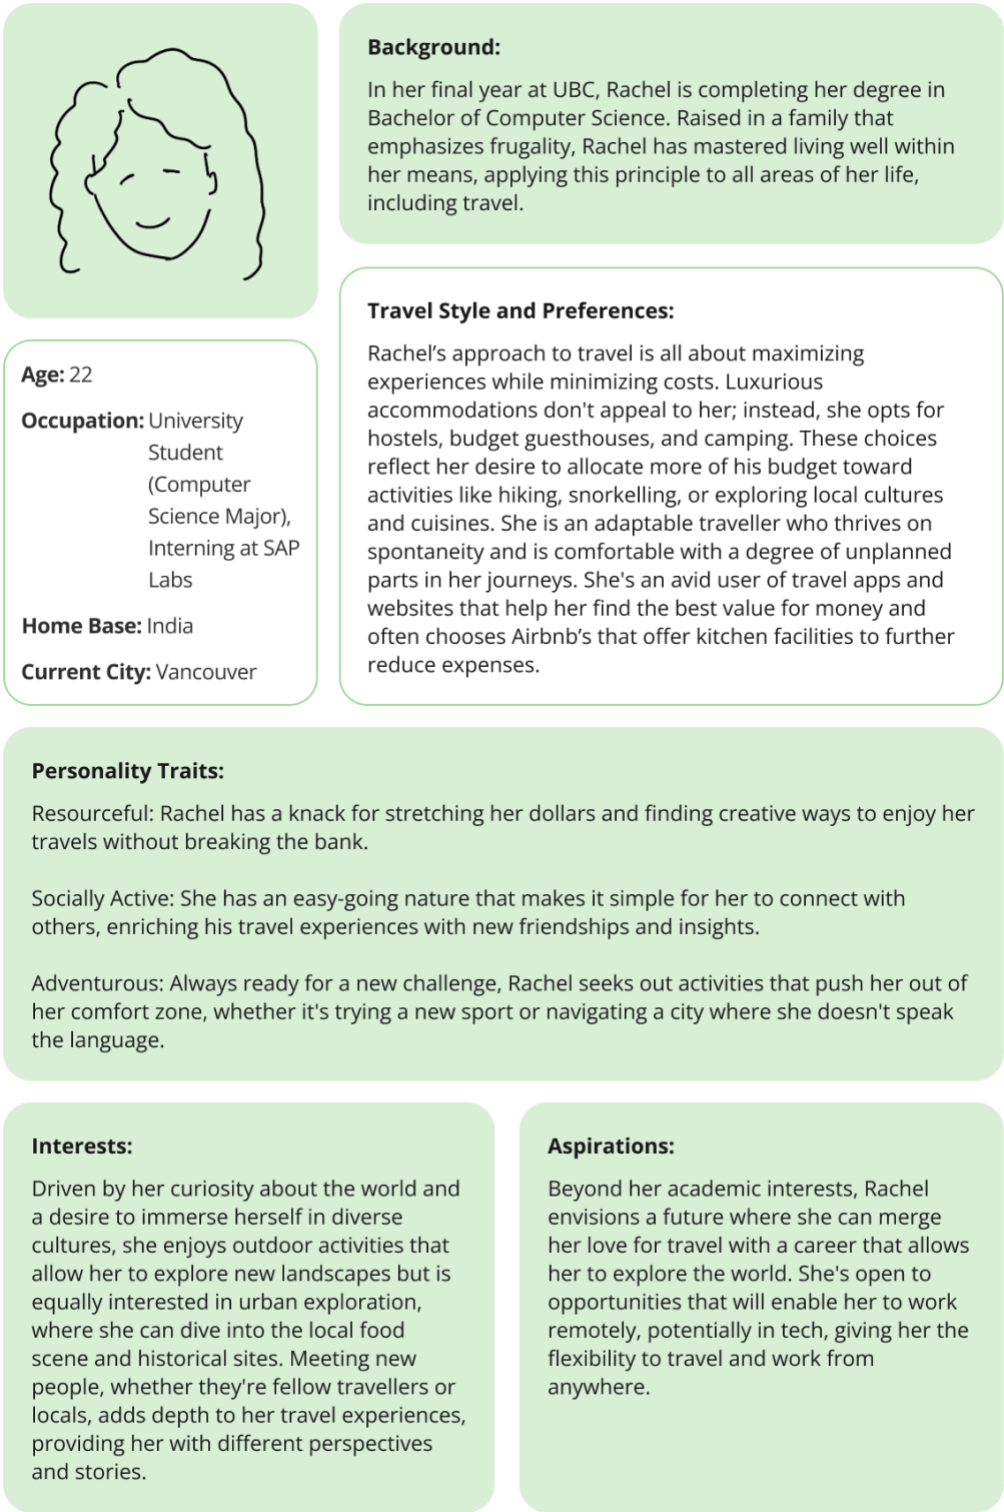 Background:
In her final year at UBC, Rachel is completing her degree in
Bachelor of Computer Science. Raised in a family that
emphasizes frugality, Rachel has mastered living well within
her means, applying this principle to all areas of her life,
including travel.
Age: 22
Occupation: University
Student
(Computer
Science Major),
Interning at SAP
Labs
Home Base: India
Current City: Vancouver
Travel Style and Preferences:
Rachel’s approach to travel is all about maximizing
experiences while minimizing costs. Luxurious
accommodations don't appeal to her; instead, she opts for
hostels, budget guesthouses, and camping. These choices
reflect her desire to allocate more of his budget toward
activities like hiking, snorkelling, or exploring local cultures
and cuisines. She is an adaptable traveller who thrives on
spontaneity and is comfortable with a degree of unplanned
parts in her journeys. She's an avid user of travel apps and
websites that help her find the best value for money and
often chooses Airbnb’s that offer kitchen facilities to further
reduce expenses.
Personality Traits:
Resourceful: Rachel has a knack for stretching her dollars and finding creative ways to enjoy her
travels without breaking the bank.
Socially Active: She has an easy-going nature that makes it simple for her to connect with
others, enriching his travel experiences with new friendships and insights.
Adventurous: Always ready for a new challenge, Rachel seeks out activities that push her out of
her comfort zone, whether it's trying a new sport or navigating a city where she doesn't speak
the language.
Interests:
Driven by her curiosity about the world and
a desire to immerse herself in diverse
cultures, she enjoys outdoor activities that
allow her to explore new landscapes but is
equally interested in urban exploration,
where she can dive into the local food
scene and historical sites. Meeting new
people, whether they're fellow travellers or
locals, adds depth to her travel experiences,
providing her with different perspectives
and stories.
Aspirations:
Beyond her academic interests, Rachel
envisions a future where she can merge
her love for travel with a career that allows
her to explore the world. She's open to
opportunities that will enable her to work
remotely, potentially in tech, giving her the
flexibility to travel and work from
anywhere.